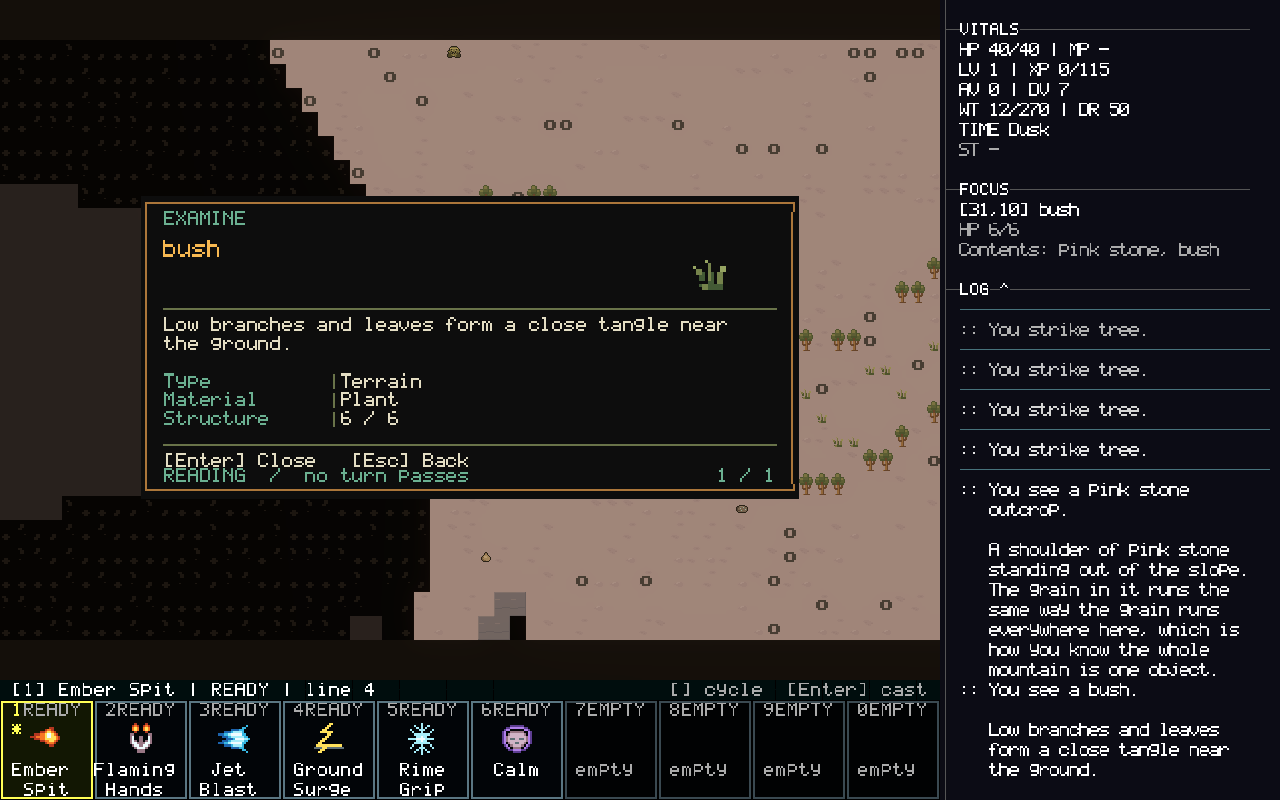 EXAMINE
bush
Low branches and leaves form a close tangle near
the ground.
Type |Terrain
Material |Plant
Structure |6 / 6
[Enter] Close [Esc] Back
READING / no turn passes 1 / 1
VITALS
HP 40/40 | MP -
LV 1 | XP 0/115
AV 0 | DV 7
WT 12/270 | DR 50
TIME Dusk
ST -
FOCUS
[31,10] bush
HP 6/6
Contents: Pink stone, bush
LOG ^
:: You strike tree.
:: You strike tree.
:: You strike tree.
:: You strike tree.
:: You see a Pink stone
outcrop.
A shoulder of Pink stone
standing out of the slope.
The grain in it runs the
same way the grain runs
everywhere here, which is
how you know the whole
mountain is one object.
:: You see a bush.
Low branches and leaves
form a close tangle near
the ground.
[1] Ember Spit | READY | line 4 [] cycle [Enter] cast
1READY 2READY 3READY 4READY 5READY 6READY 7EMPTY 8EMPTY 9EMPTY 0EMPTY
*
Ember Flaming Jet Ground Rime Calm empty empty empty empty
Spit Hands Blast Surge Grip